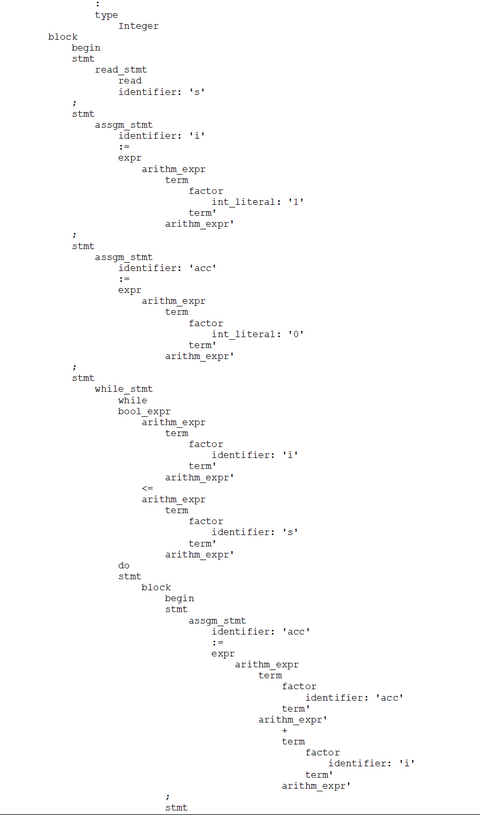 :
type
Integer
block
begin
stmt
read_stmt
read
identifier: 's'
;
stmt
assgm_stmt
identifier: 'i'
:=
expr
arithm_expr
term
factor
int_literal: '1'
term'
arithm_expr'
;
stmt
assgm_stmt
identifier: 'acc'
:=
expr
arithm_expr
term
factor
int_literal: '0'
term'
arithm_expr'
;
stmt
while_stmt
while
bool_expr
arithm_expr
term
factor
identifier: 'i'
term'
arithm_expr'
<=
arithm_expr
term
factor
identifier: 's'
term'
arithm_expr'
do
stmt
block
begin
stmt
assgm_stmt
identifier: 'acc'
:=
expr
arithm_expr
term
factor
identifier: 'acc'
term'
arithm_expr'
+
term
factor
identifier: 'i'
term'
arithm_expr'
;
stmt